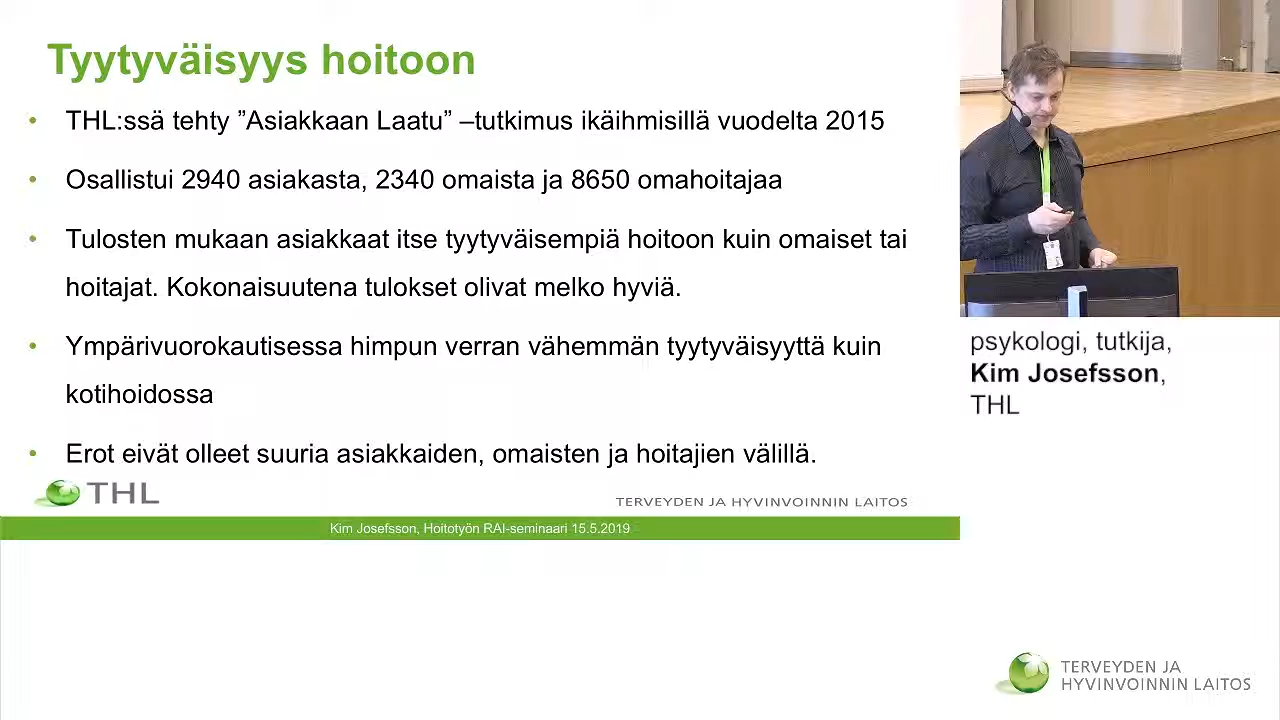 Tyytyväisyys hoitoon
• THL:ssä tehty ”Asiakkaan Laatu” –tutkimus ikäihmisillä vuodelta 2015
• Osallistui 2940 asiakasta, 2340 omaista ja 8650 omahoitajaa
• Tulosten mukaan asiakkaat itse tyytyväisempiä hoitoon kuin omaiset tai
hoitajat. Kokonaisuutena tulokset olivat melko hyviä.
• Ympärivuorokautisessa himpun verran vähemmän tyytyväisyyttä kuin
kotihoidossa
• Erot eivät olleet suuria asiakkaiden, omaisten ja hoitajien välillä.
THL
TERVEYDEN JA HYVINVOINNIN LAITOS
Kim Josefsson, Hoitotyön RAI-seminaari 15.5.2019
psykologi, tutkija,
Kim Josefsson,
THL
TERVEYDEN JA
HYVINVOINNIN LAITOS